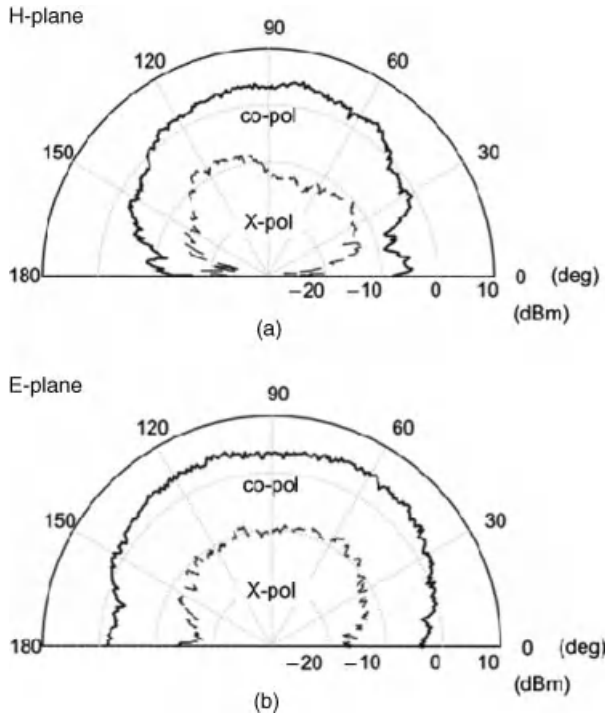 H-plane
90
120
60
co-pol
150
30
X-pol
180
0 (deg)
−20 −10 0 10
(dBm)
(a)
E-plane
90
120
60
co-pol
150
30
X-pol
180
0 (deg)
−20 −10 0 10
(dBm)
(b)